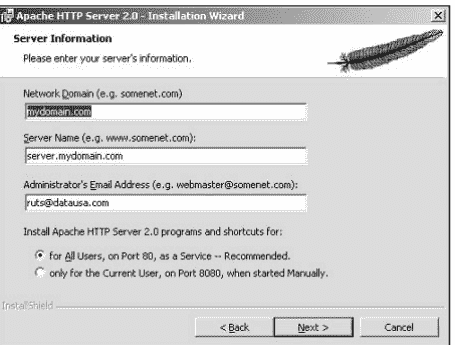 Apache HTTP Server 2.0 - Installation Wizard
Server Information
Please enter your server's information.
Network Domain (e.g. somenet.com)
mydomain.com
Server Name (e.g. www.somenet.com):
server.mydomain.com
Administrator's Email Address (e.g. webmaster@somenet.com):
ruts@datausa.com
Install Apache HTTP Server 2.0 programs and shortcuts for:
for All Users, on Port 80, as a Service -- Recommended.
only for the Current User, on Port 8080, when started Manually.
InstallShield
< Back Next > Cancel